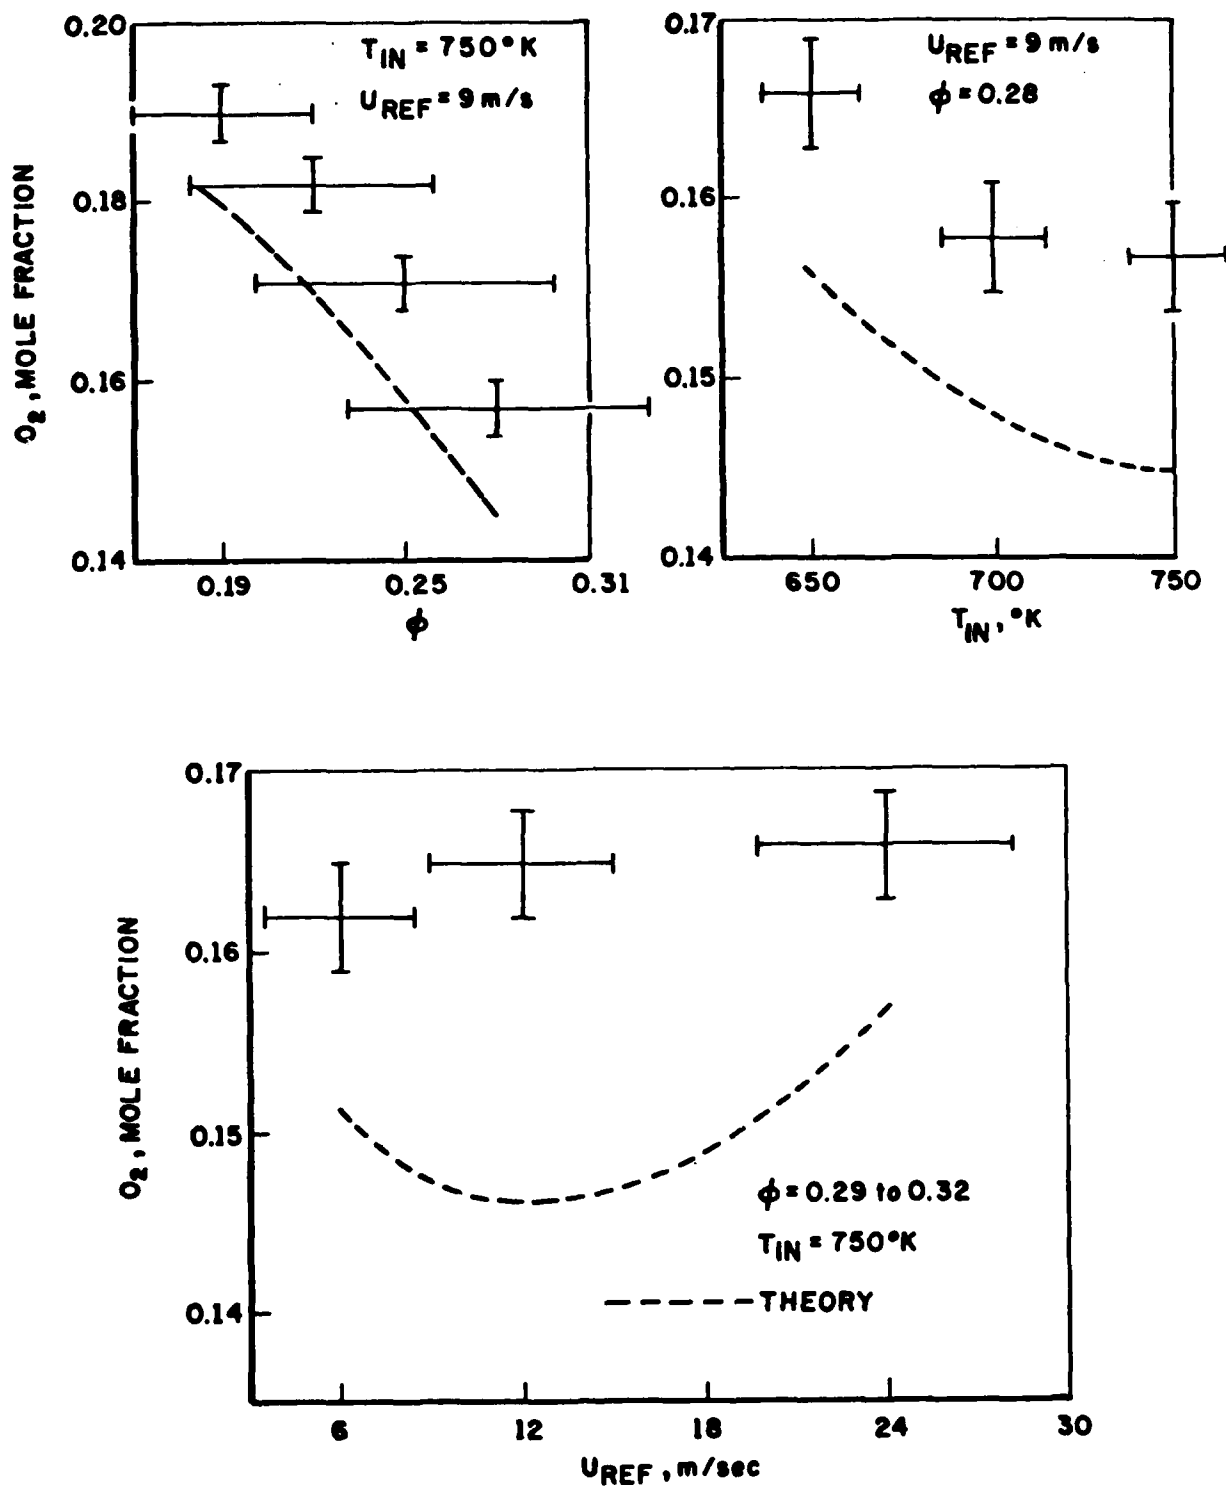 0.20
T_IN = 750°K
U_REF = 9 m/s
0.18
0.16
0.14
O₂, MOLE FRACTION
0.19 0.25 0.31
ϕ
0.17
U_REF = 9 m/s
ϕ = 0.28
0.16
0.15
0.14
650 700 750
T_IN, °K
0.17
0.16
0.15
0.14
O₂, MOLE FRACTION
ϕ = 0.29 to 0.32
T_IN = 750°K
THEORY
6 12 18 24 30
U_REF, m/sec